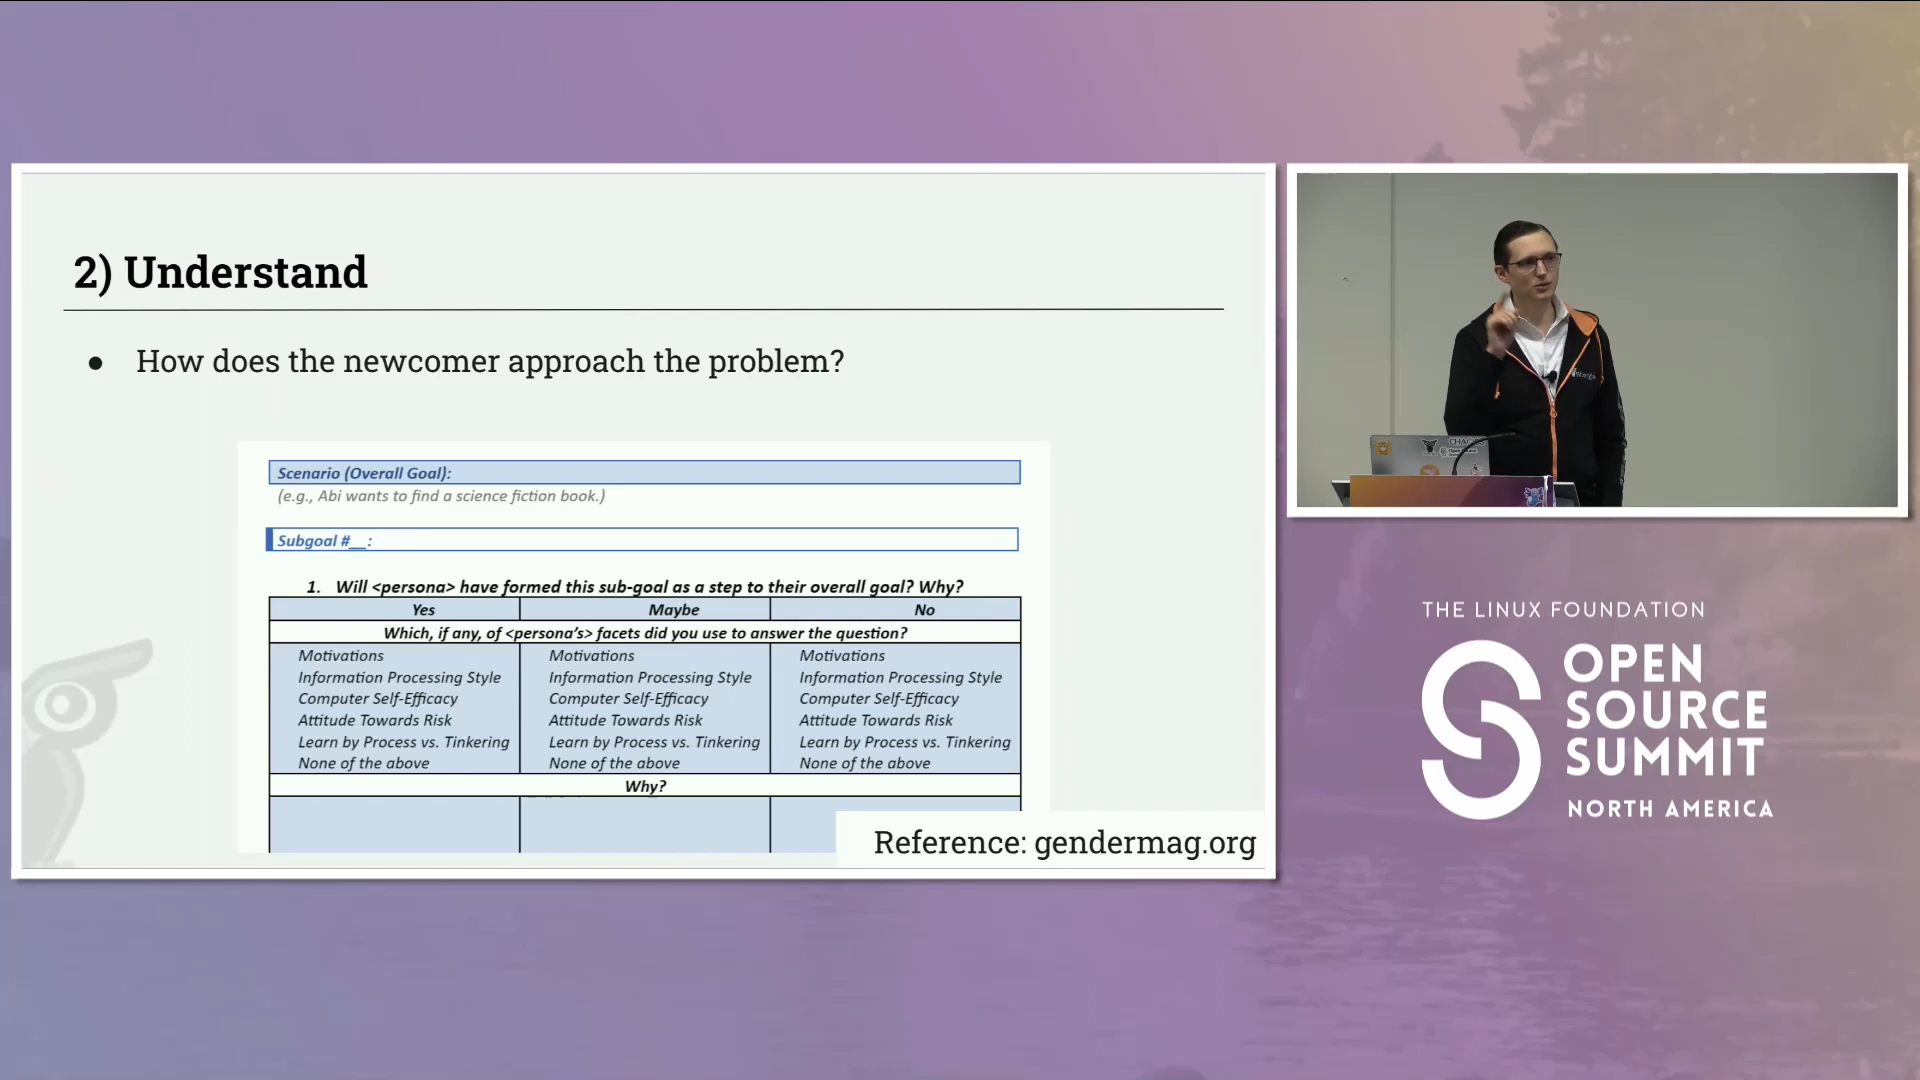 2) Understand
● How does the newcomer approach the problem?
Scenario (Overall Goal):
(e.g., Abi wants to find a science fiction book.)
Subgoal #__:
1. Will <persona> have formed this sub-goal as a step to their overall goal? Why?
Yes Maybe No
Which, if any, of <persona's> facets did you use to answer the question?
Motivations Motivations Motivations
Information Processing Style Information Processing Style Information Processing Style
Computer Self-Efficacy Computer Self-Efficacy Computer Self-Efficacy
Attitude Towards Risk Attitude Towards Risk Attitude Towards Risk
Learn by Process vs. Tinkering Learn by Process vs. Tinkering Learn by Process vs. Tinkering
None of the above None of the above None of the above
Why?
Reference: gendermag.org
THE LINUX FOUNDATION
OPEN
SOURCE
SUMMIT
NORTH AMERICA